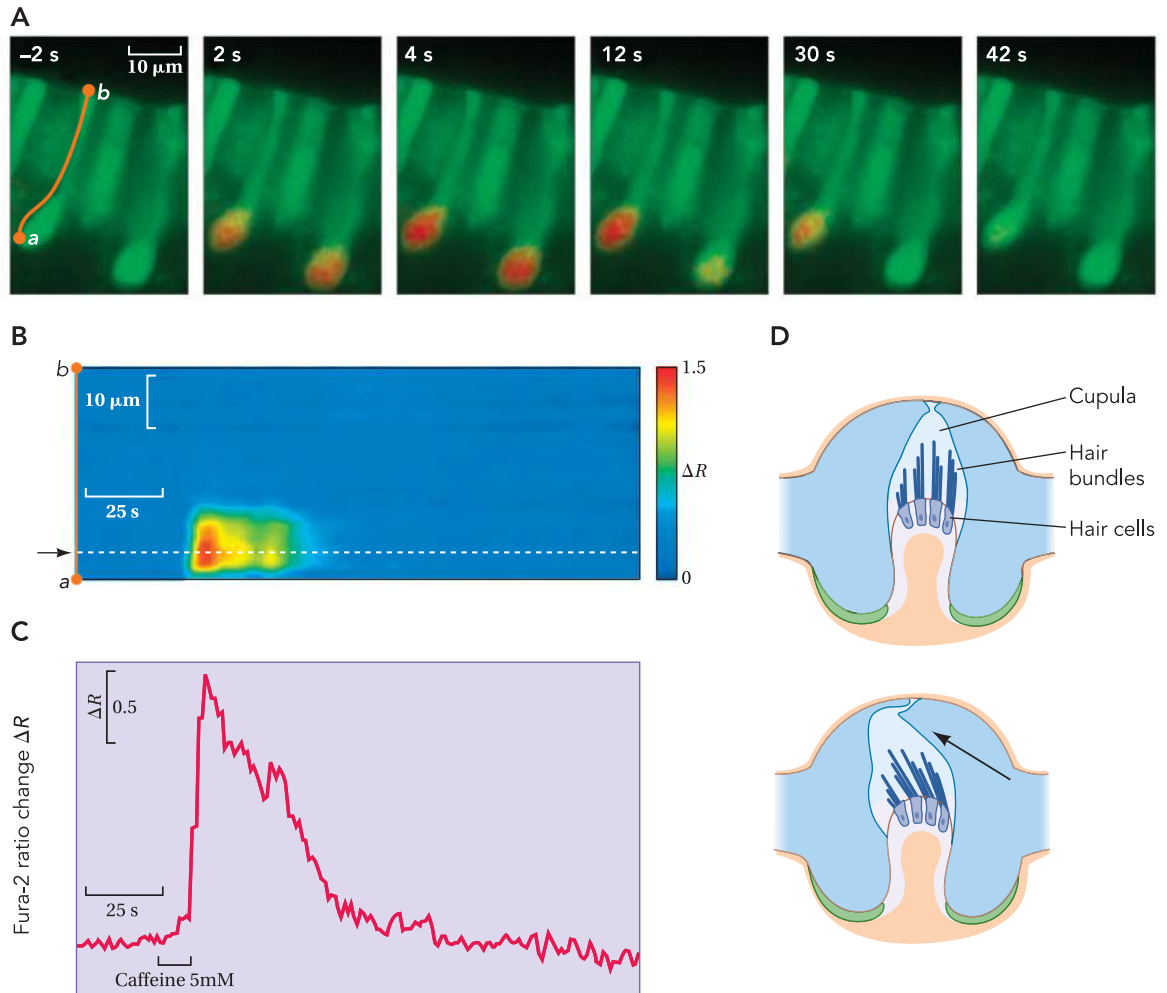 A
–2 s
10 µm
b
a
2 s
4 s
12 s
30 s
42 s
B
b
10 µm
25 s
a
1.5
ΔR
0
C
Fura-2 ratio change ΔR
ΔR
0.5
25 s
Caffeine 5mM
D
Cupula
Hair
bundles
Hair cells